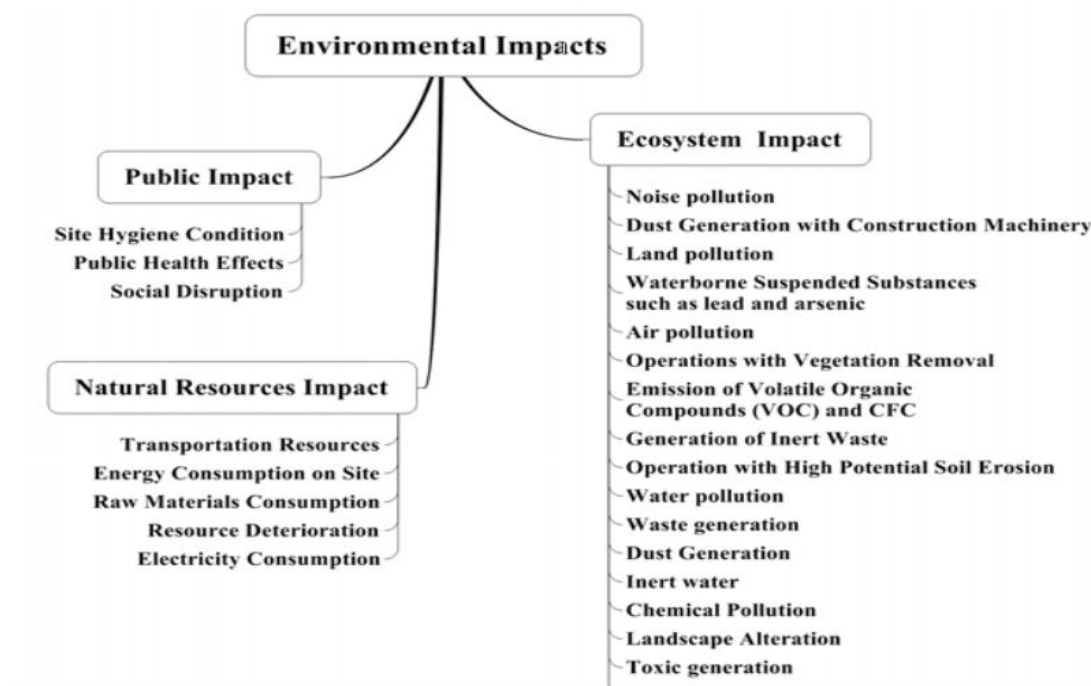 Environmental Impacts
Public Impact
Site Hygiene Condition
Public Health Effects
Social Disruption
Natural Resources Impact
Transportation Resources
Energy Consumption on Site
Raw Materials Consumption
Resource Deterioration
Electricity Consumption
Ecosystem Impact
Noise pollution
Dust Generation with Construction Machinery
Land pollution
Waterborne Suspended Substances
such as lead and arsenic
Air pollution
Operations with Vegetation Removal
Emission of Volatile Organic
Compounds (VOC) and CFC
Generation of Inert Waste
Operation with High Potential Soil Erosion
Water pollution
Waste generation
Dust Generation
Inert water
Chemical Pollution
Landscape Alteration
Toxic generation